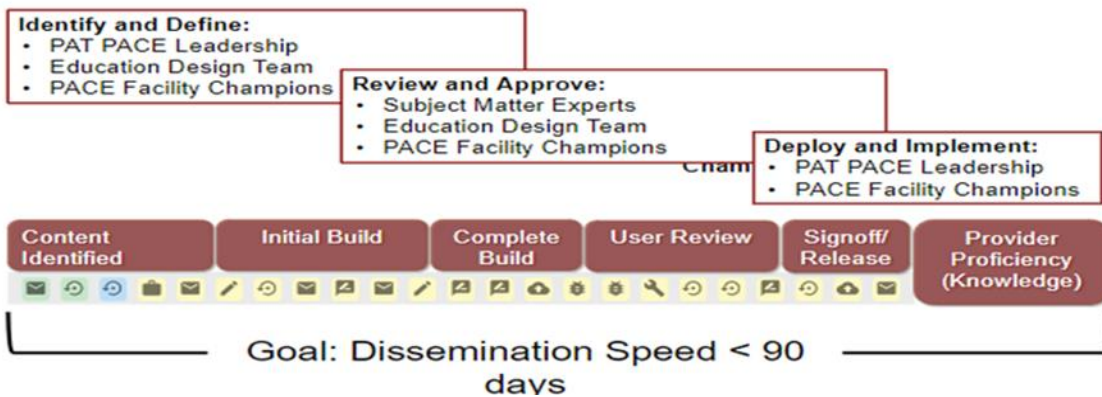 Identify and Define:
• PAT PACE Leadership
• Education Design Team
• PACE Facility Champions
Review and Approve:
• Subject Matter Experts
• Education Design Team
• PACE Facility Champions
Cham
Deploy and Implement:
• PAT PACE Leadership
• PACE Facility Champions
Content
Identified
Initial Build
Complete
Build
User Review
Signoff/
Release
Provider
Proficiency
(Knowledge)
Goal: Dissemination Speed < 90
days